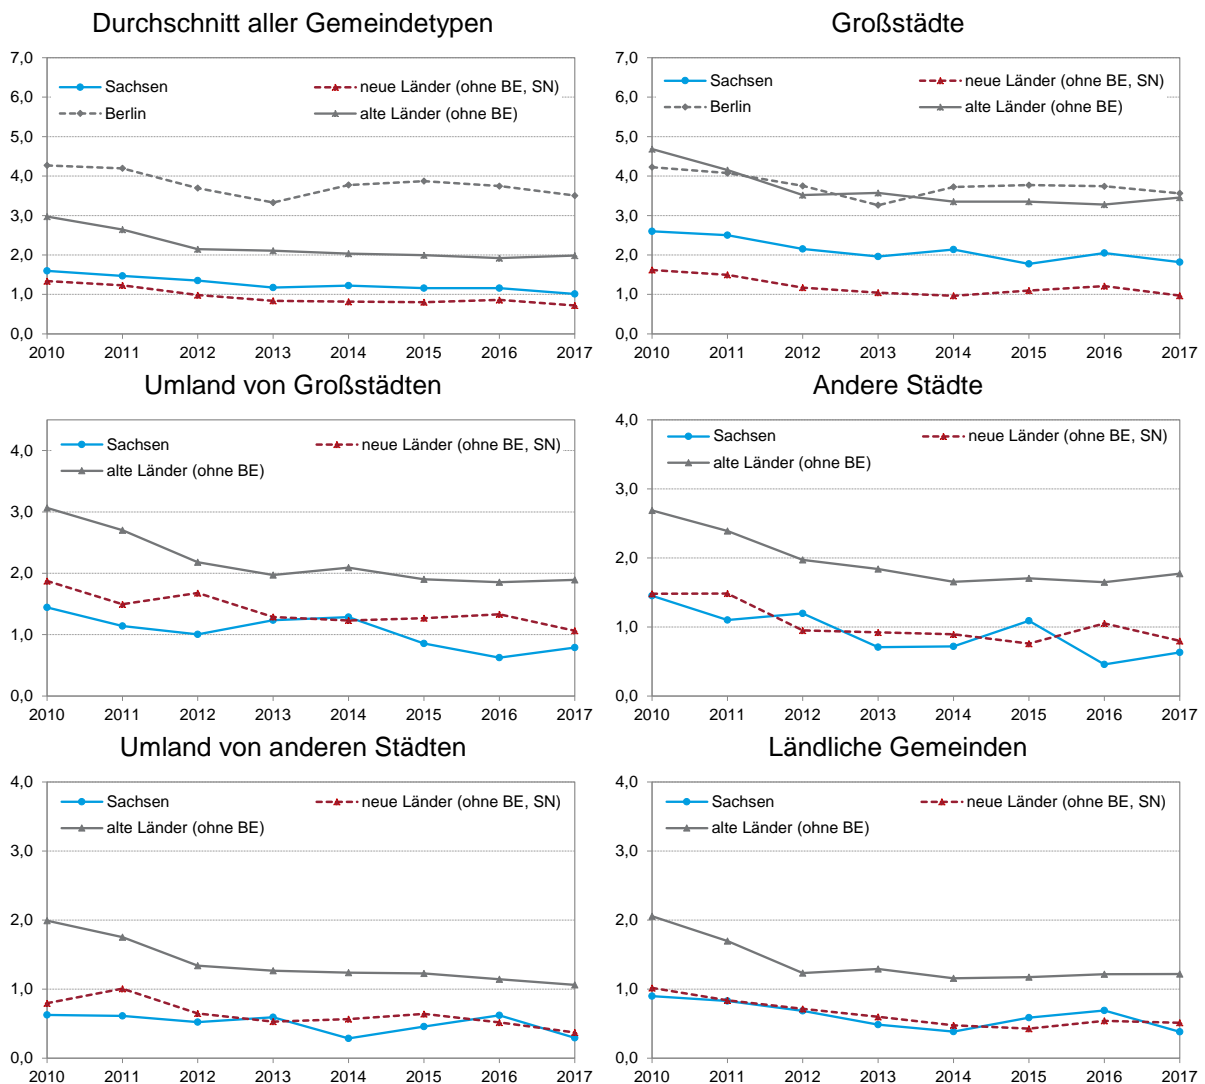 Durchschnitt aller Gemeindetypen
7,0
6,0
5,0
4,0
3,0
2,0
1,0
0,0
Sachsen
neue Länder (ohne BE, SN)
Berlin
alte Länder (ohne BE)
2010 2011 2012 2013 2014 2015 2016 2017
Großstädte
7,0
6,0
5,0
4,0
3,0
2,0
1,0
0,0
Sachsen
neue Länder (ohne BE, SN)
Berlin
alte Länder (ohne BE)
2010 2011 2012 2013 2014 2015 2016 2017
Umland von Großstädten
4,0
3,0
2,0
1,0
0,0
Sachsen
neue Länder (ohne BE, SN)
alte Länder (ohne BE)
2010 2011 2012 2013 2014 2015 2016 2017
Andere Städte
4,0
3,0
2,0
1,0
0,0
Sachsen
neue Länder (ohne BE, SN)
alte Länder (ohne BE)
2010 2011 2012 2013 2014 2015 2016 2017
Umland von anderen Städten
4,0
3,0
2,0
1,0
0,0
Sachsen
neue Länder (ohne BE, SN)
alte Länder (ohne BE)
2010 2011 2012 2013 2014 2015 2016 2017
Ländliche Gemeinden
4,0
3,0
2,0
1,0
0,0
Sachsen
neue Länder (ohne BE, SN)
alte Länder (ohne BE)
2010 2011 2012 2013 2014 2015 2016 2017